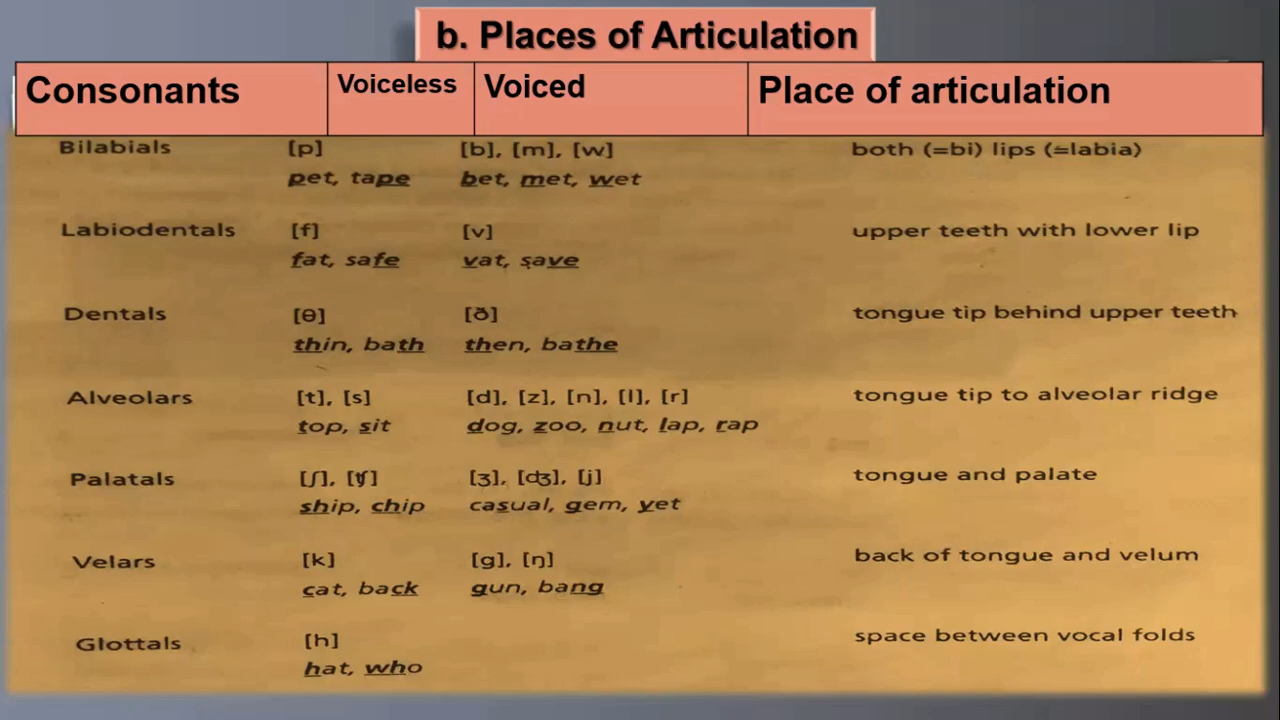 b. Places of Articulation
Consonants Voiceless Voiced Place of articulation
Bilabials [p] [b], [m], [w] both (=bi) lips (=labia)
pet, tape bet, met, wet
Labiodentals [f] [v] upper teeth with lower lip
fat, safe vat, save
Dentals [θ] [ð] tongue tip behind upper teeth
thin, bath then, bathe
Alveolars [t], [s] [d], [z], [n], [l], [r] tongue tip to alveolar ridge
top, sit dog, zoo, nut, lap, rap
Palatals [ʃ], [ʧ] [ʒ], [ʤ], [j] tongue and palate
ship, chip casual, gem, yet
Velars [k] [g], [ŋ] back of tongue and velum
cat, back gun, bang
Glottals [h] space between vocal folds
hat, who